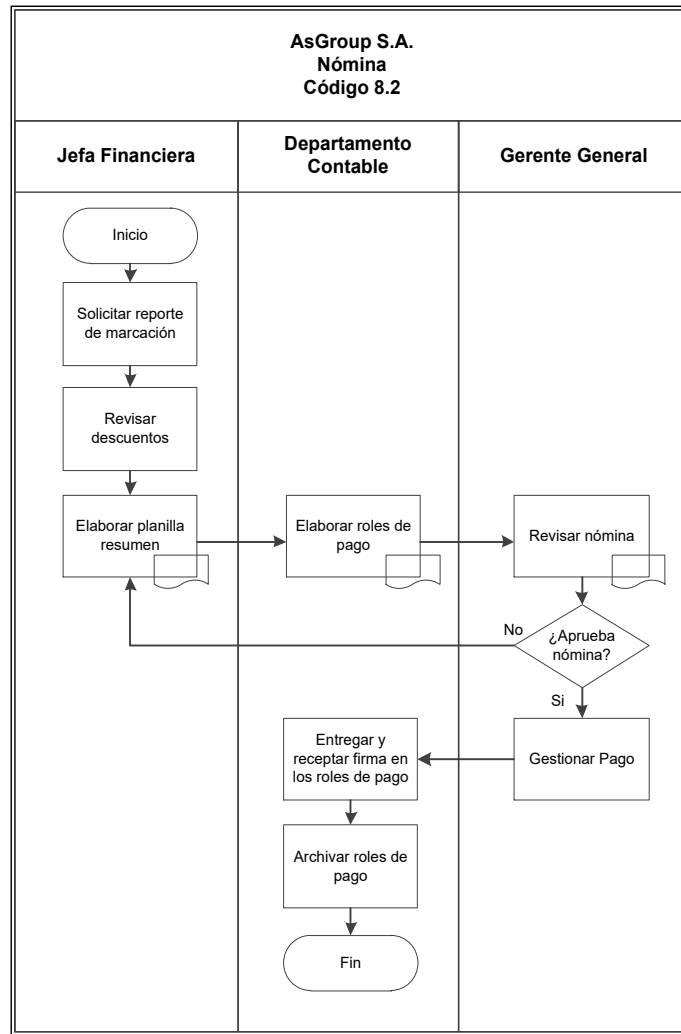 AsGroup S.A.
Nómina
Código 8.2
Jefa Financiera
Departamento
Contable
Gerente General
Inicio
Solicitar reporte
de marcación
Revisar
descuentos
Elaborar planilla
resumen
Elaborar roles de
pago
Revisar nómina
No
¿Aprueba
nómina?
Si
Entregar y
receptar firma en
los roles de pago
Gestionar Pago
Archivar roles de
pago
Fin